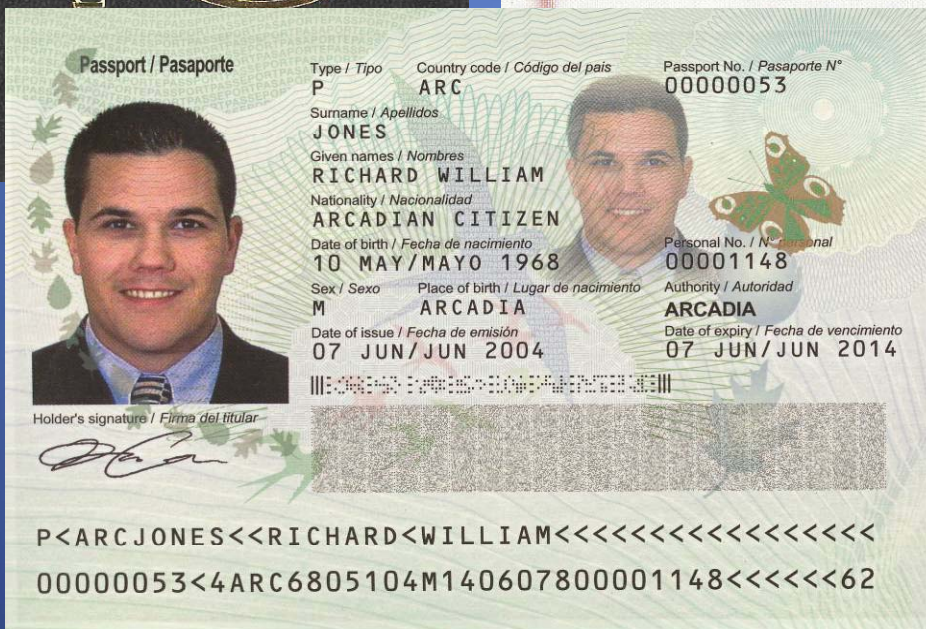 Passport / Pasaporte
Type / Tipo Country code / Código del pais Passport No. / Pasaporte N°
P ARC 00000053
Surname / Apellidos
JONES
Given names / Nombres
RICHARD WILLIAM
Nationality / Nacionalidad
ARCADIAN CITIZEN
Date of birth / Fecha de nacimiento Personal No. / N° personal
10 MAY/MAYO 1968 00001148
Sex / Sexo Place of birth / Lugar de nacimiento Authority / Autoridad
M ARCADIA ARCADIA
Date of issue / Fecha de emisión Date of expiry / Fecha de vencimiento
07 JUN/JUN 2004 07 JUN/JUN 2014
Holder's signature / Firma del titular
P<ARCJONES<<RICHARD<WILLIAM<<<<<<<<<<<<<<<<<
00000053<4ARC6805104M140607800001148<<<<<<62